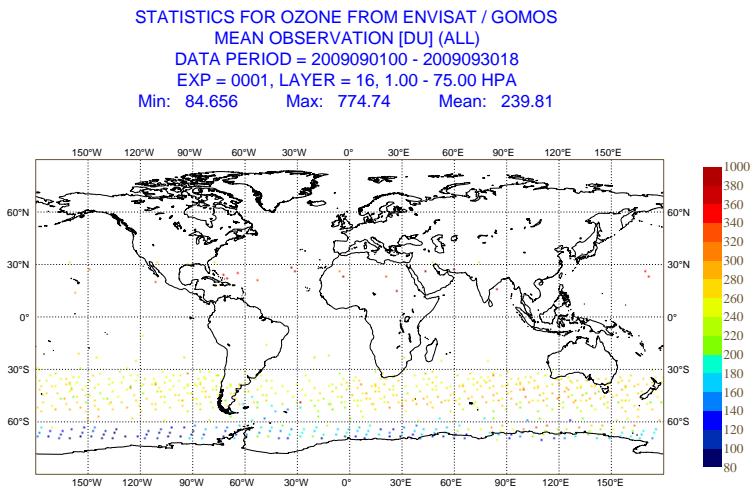 STATISTICS FOR OZONE FROM ENVISAT / GOMOS
MEAN OBSERVATION [DU] (ALL)
DATA PERIOD = 2009090100 - 2009093018
EXP = 0001, LAYER = 16, 1.00 - 75.00 HPA
Min: 84.656 Max: 774.74 Mean: 239.81
150°W 120°W 90°W 60°W 30°W 0° 30°E 60°E 90°E 120°E 150°E
60°N 60°N
30°N 30°N
0° 0°
30°S 30°S
60°S 60°S
150°W 120°W 90°W 60°W 30°W 0° 30°E 60°E 90°E 120°E 150°E
1000
380
360
340
320
310
300
280
260
240
220
200
180
160
140
120
100
80